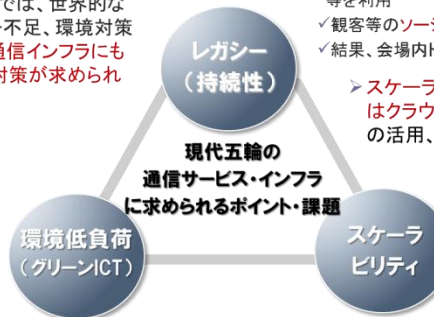 では、世界的な
不足、環境対策
通信インフラにも
対策が求められ
等を利用
✓観客等のソーシ
✓結果、会場内H
➢スケーラ
はクラウ
の活用、
レガシー
(持続性)
現代五輪の
通信サービス・インフラ
に求められるポイント・課題
環境低負荷
(グリーンICT)
スケーラ
ビリティ